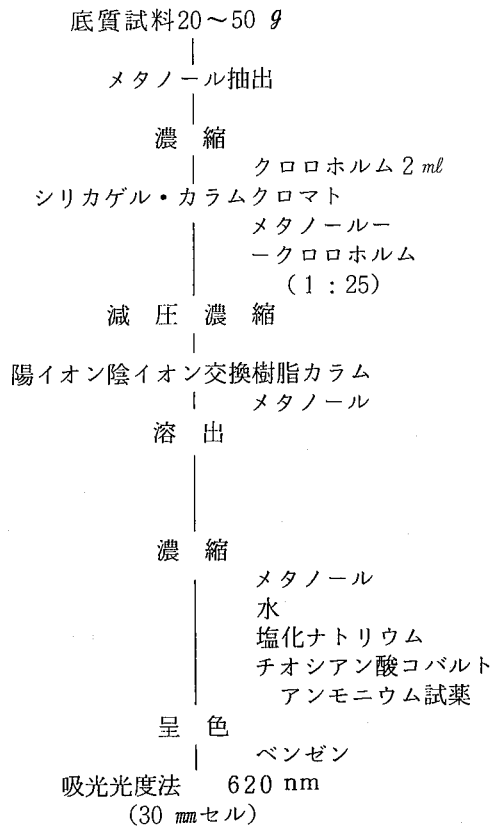 底質試料20～50 g
メタノール抽出
濃縮
クロロホルム2 ㎖
シリカゲル・カラムクロマト
メタノールー
ークロロホルム
(1:25)
減圧濃縮
陽イオン陰イオン交換樹脂カラム
メタノール
溶出
濃縮
メタノール
水
塩化ナトリウム
チオシアン酸コバルト
アンモニウム試薬
呈色
ベンゼン
吸光光度法 620 nm
(30 ㎜セル)